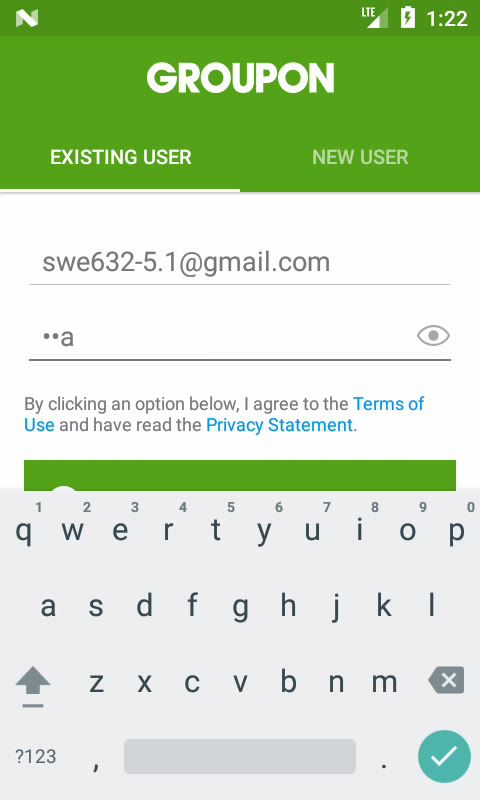 LTE 1:22
GROUPON
EXISTING USER NEW USER
swe632-5.1@gmail.com
••a
By clicking an option below, I agree to the Terms of
Use and have read the Privacy Statement.
1 2 3 4 5 6 7 8 9 0
q w e r t y u i o p
a s d f g h j k l
z x c v b n m
?123 , .